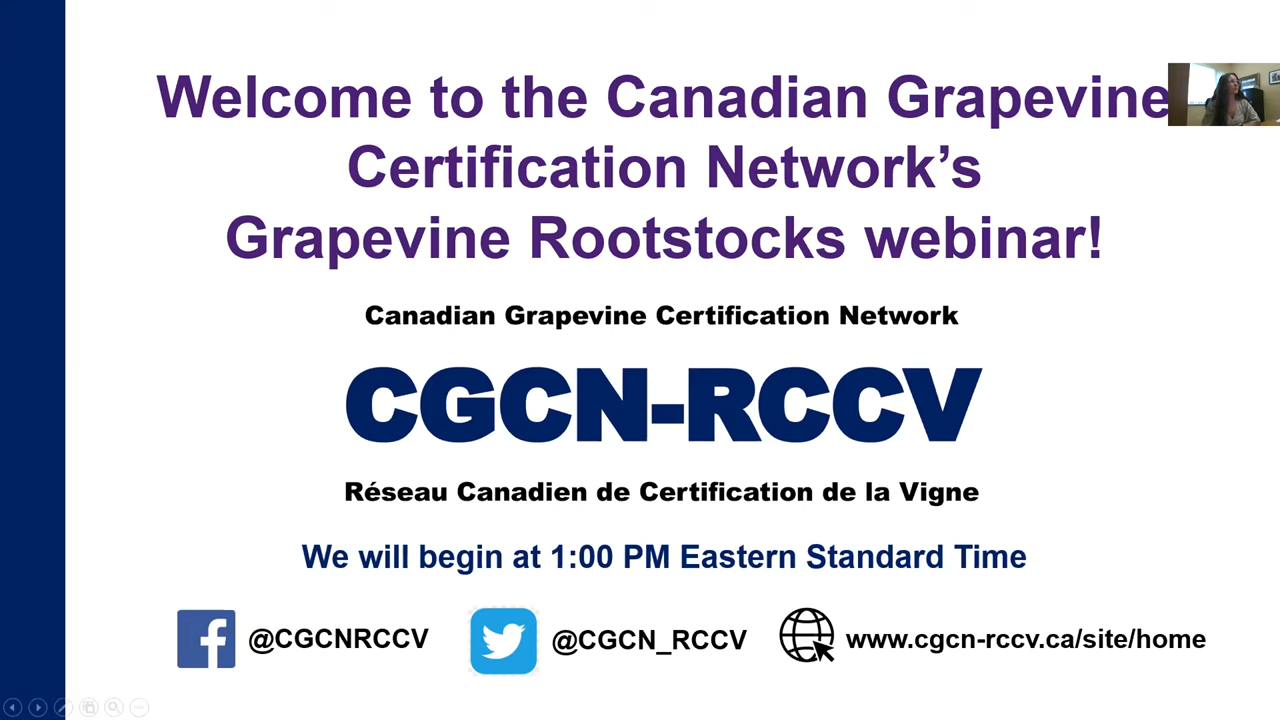 Welcome to the Canadian Grapevine
Certification Network’s
Grapevine Rootstocks webinar!
Canadian Grapevine Certification Network
CGCN-RCCV
Réseau Canadien de Certification de la Vigne
We will begin at 1:00 PM Eastern Standard Time
@CGCNRCCV
@CGCN_RCCV
www.cgcn-rccv.ca/site/home